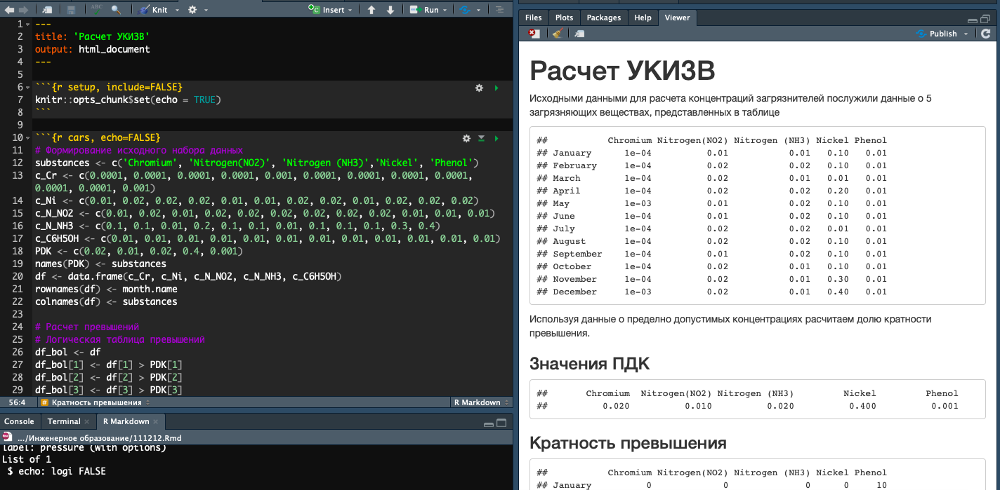 ABC Knit Insert Run
1 ---
2 title: 'Расчет УКИЗВ'
3 output: html_document
4 ---
5
6 ```{r setup, include=FALSE}
7 knitr::opts_chunk$set(echo = TRUE)
8 ```
9
10 ```{r cars, echo=FALSE}
11 # Формирование исходного набора данных
12 substances <- c('Chromium', 'Nitrogen(NO2)', 'Nitrogen (NH3)','Nickel', 'Phenol')
13 c_Cr <- c(0.0001, 0.0001, 0.0001, 0.0001, 0.001, 0.0001, 0.0001, 0.0001, 0.0001,
0.0001, 0.0001, 0.001)
14 c_Ni <- c(0.01, 0.02, 0.02, 0.02, 0.01, 0.01, 0.02, 0.02, 0.01, 0.02, 0.02, 0.02)
15 c_N_NO2 <- c(0.01, 0.02, 0.01, 0.02, 0.02, 0.02, 0.02, 0.02, 0.02, 0.01, 0.01, 0.01)
16 c_N_NH3 <- c(0.1, 0.1, 0.01, 0.2, 0.1, 0.1, 0.01, 0.1, 0.1, 0.1, 0.3, 0.4)
17 c_C6H5OH <- c(0.01, 0.01, 0.01, 0.01, 0.01, 0.01, 0.01, 0.01, 0.01, 0.01, 0.01, 0.01)
18 PDK <- c(0.02, 0.01, 0.02, 0.4, 0.001)
19 names(PDK) <- substances
20 df <- data.frame(c_Cr, c_Ni, c_N_NO2, c_N_NH3, c_C6H5OH)
21 rownames(df) <- month.name
22 colnames(df) <- substances
23
24 # Расчет превышений
25 # Логическая таблица превышений
26 df_bol <- df
27 df_bol[1] <- df[1] > PDK[1]
28 df_bol[2] <- df[2] > PDK[2]
29 df_bol[3] <- df[3] > PDK[3]
56:4 # Кратность превышения R Markdown
Console Terminal R Markdown
.../Инженерное образование/111212.Rmd
label: pressure (with options)
List of 1
$ echo: logi FALSE
Files Plots Packages Help Viewer
Publish
Расчет УКИЗВ
Исходными данными для расчета концентраций загрязнителей послужили данные о 5
загрязняющих веществах, представленных в таблице
## Chromium Nitrogen(NO2) Nitrogen (NH3) Nickel Phenol
## January 1e-04 0.01 0.01 0.10 0.01
## February 1e-04 0.02 0.02 0.10 0.01
## March 1e-04 0.02 0.01 0.01 0.01
## April 1e-04 0.02 0.02 0.20 0.01
## May 1e-03 0.01 0.02 0.10 0.01
## June 1e-04 0.01 0.02 0.10 0.01
## July 1e-04 0.02 0.02 0.01 0.01
## August 1e-04 0.02 0.02 0.10 0.01
## September 1e-04 0.01 0.02 0.10 0.01
## October 1e-04 0.02 0.01 0.10 0.01
## November 1e-04 0.02 0.01 0.30 0.01
## December 1e-03 0.02 0.01 0.40 0.01
Используя данные о пределно допустимых концентрациях расчитаем долю кратности
превышения.
Значения ПДК
## Chromium Nitrogen(NO2) Nitrogen (NH3) Nickel Phenol
## 0.020 0.010 0.020 0.400 0.001
Кратность превышения
## Chromium Nitrogen(NO2) Nitrogen (NH3) Nickel Phenol
## January 0 0 0 0 10